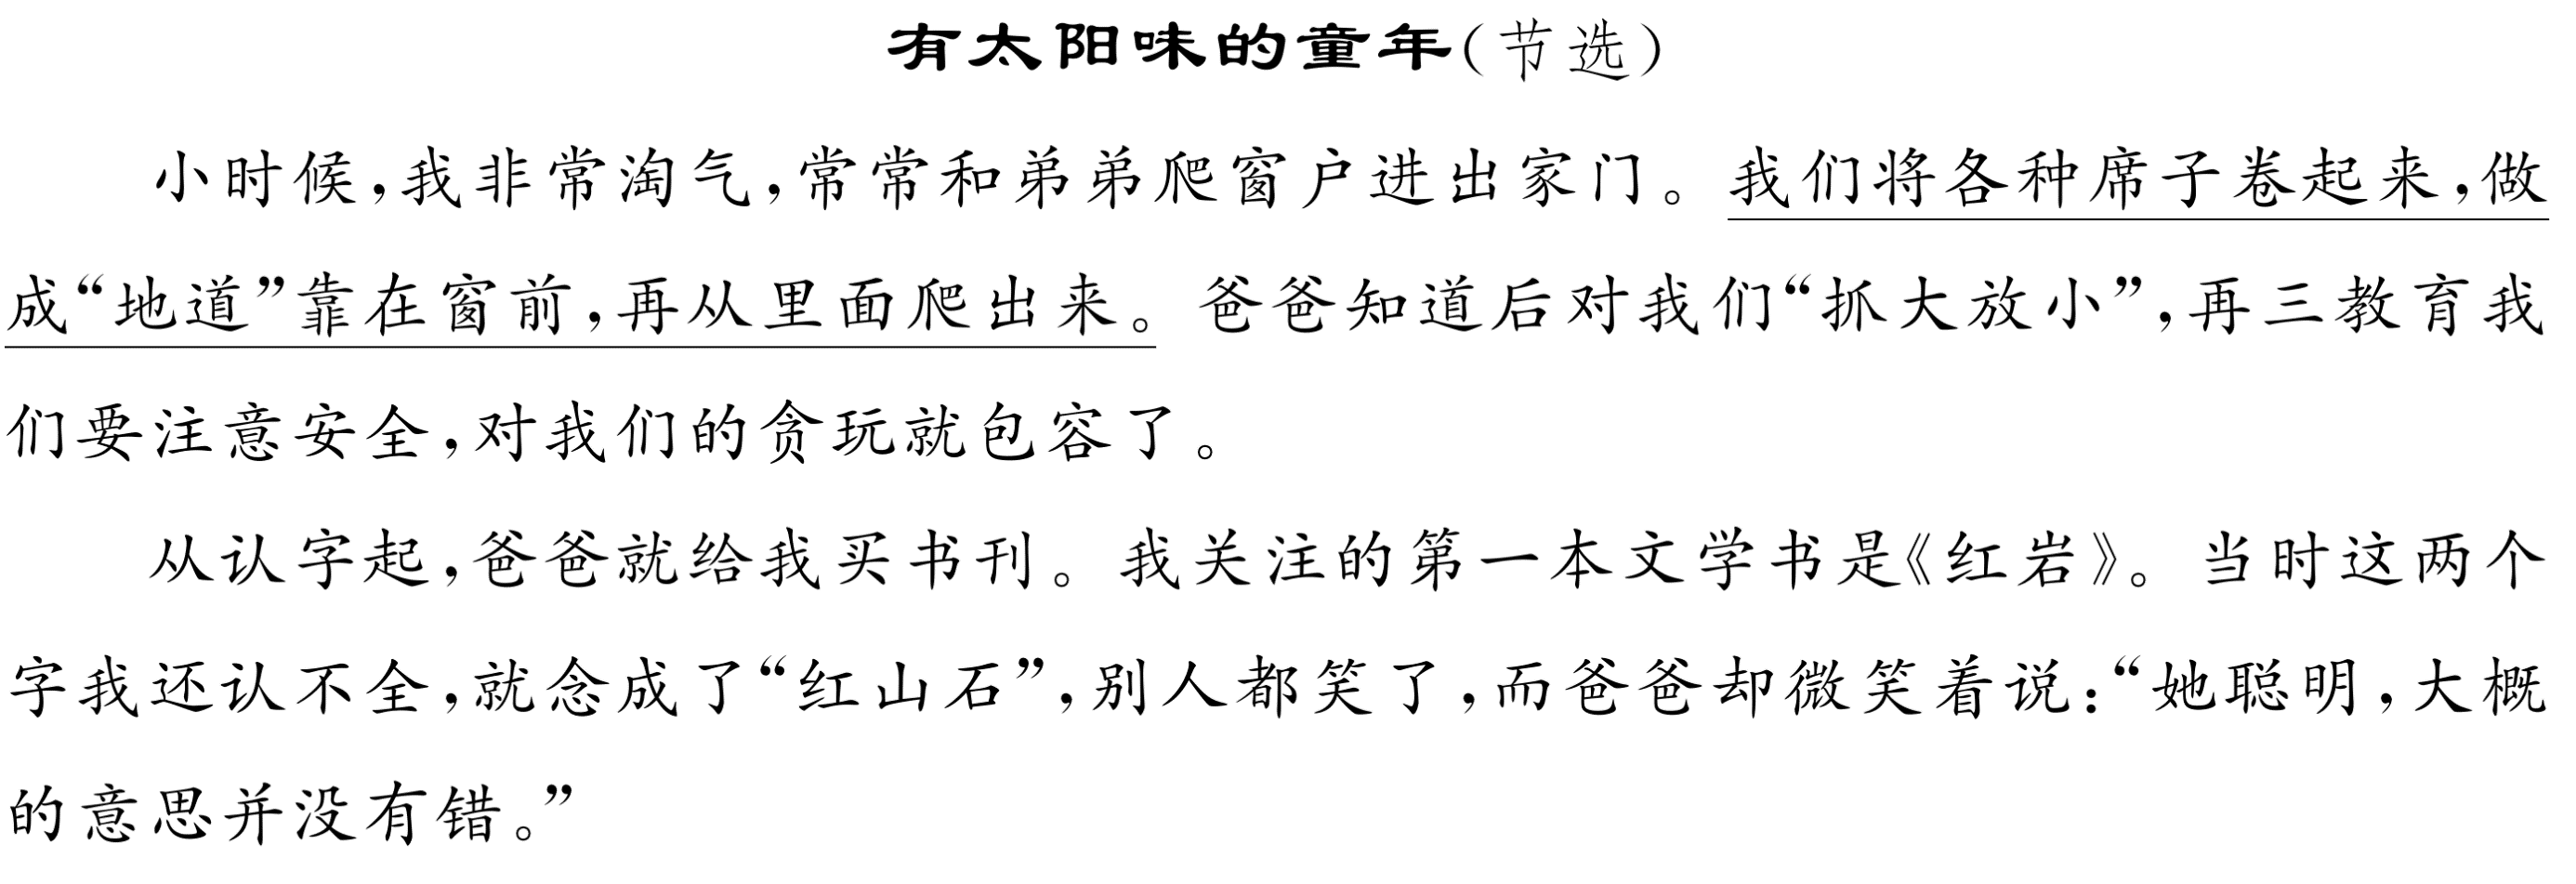 有太阳味的童年(节选)
小时候,我非常淘气,常常和弟弟爬窗户进出家门。我们将各种席子卷起来,做
成“地道”靠在窗前,再从里面爬出来。爸爸知道后对我们“抓大放小”,再三教育我
们要注意安全,对我们的贪玩就包容了。
从认字起,爸爸就给我买书刊。我关注的第一本文学书是《红岩》。当时这两个
字我还认不全,就念成了“红山石”,别人都笑了,而爸爸却微笑着说:“她聪明,大概
的意思并没有错。”